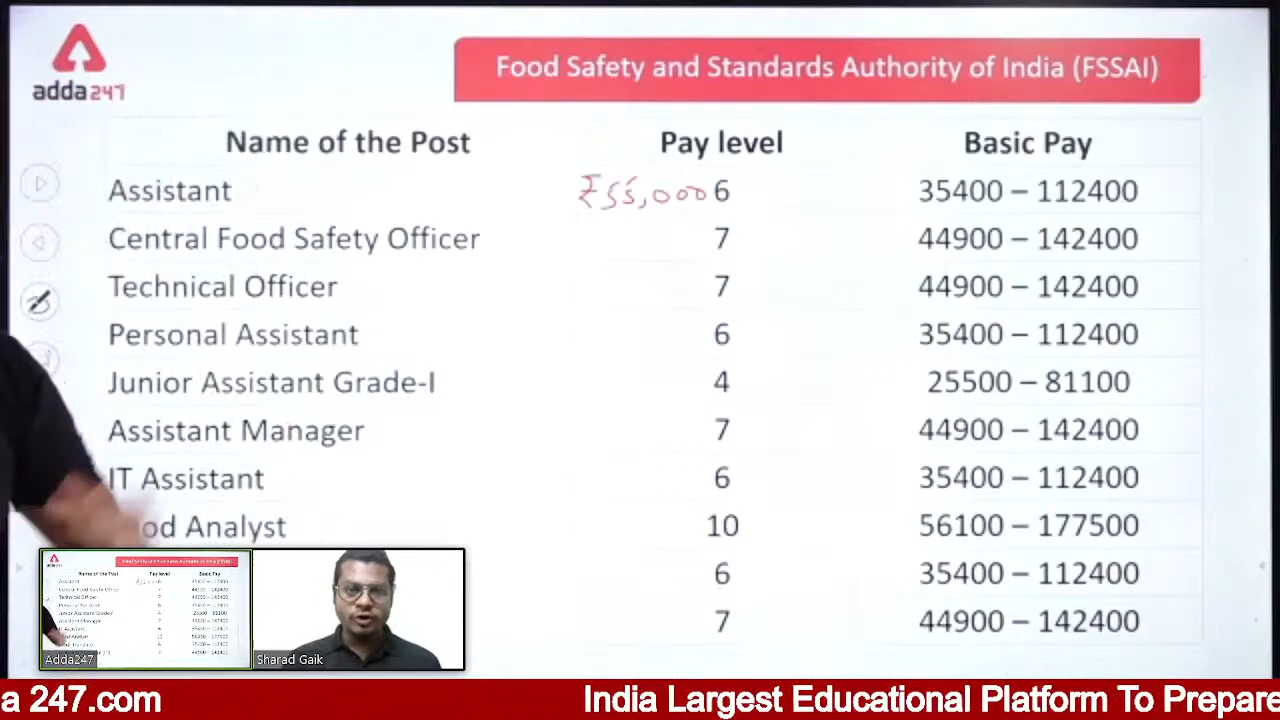 adda247
Food Safety and Standards Authority of India (FSSAI)
Name of the Post Pay level Basic Pay
Assistant ₹55,000 6 35400 – 112400
Central Food Safety Officer 7 44900 – 142400
Technical Officer 7 44900 – 142400
Personal Assistant 6 35400 – 112400
Junior Assistant Grade-I 4 25500 – 81100
Assistant Manager 7 44900 – 142400
IT Assistant 6 35400 – 112400
od Analyst 10 56100 – 177500
6 35400 – 112400
7 44900 – 142400
Adda247
Sharad Gaik
a 247.com India Largest Educational Platform To Prepare